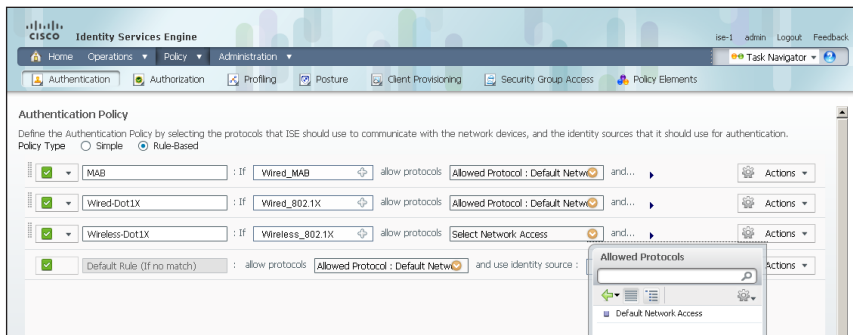 CISCO Identity Services Engine
ise-1 admin Logout Feedback
Home Operations Policy Administration
Task Navigator
Authentication Authorization Profiling Posture Client Provisioning Security Group Access Policy Elements
Authentication Policy
Define the Authentication Policy by selecting the protocols that ISE should use to communicate with the network devices, and the identity sources that it should use for authentication.
Policy Type Simple Rule-Based
MAB : If Wired_MAB allow protocols Allowed Protocol : Default Netw and... Actions
Wired-Dot1X : If Wired_802.1X allow protocols Allowed Protocol : Default Netw and... Actions
Wireless-Dot1X : If Wireless_802.1X allow protocols Select Network Access and... Actions
Default Rule (If no match) : allow protocols Allowed Protocol : Default Netw and use identity source : Actions
Allowed Protocols
Default Network Access